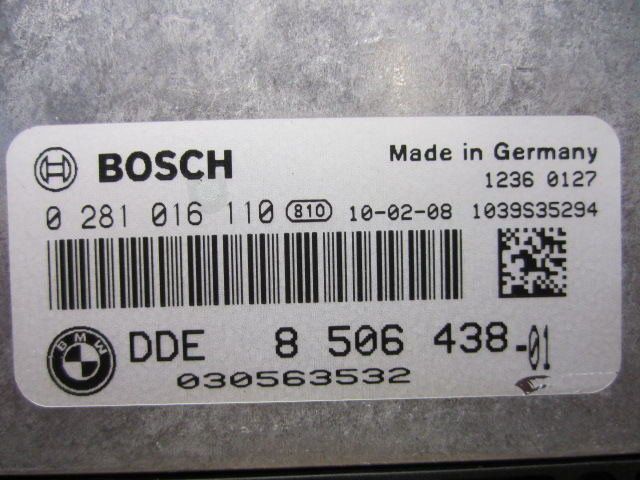 BOSCH
Made in Germany
1236 0127
0 281 016 110 810 10-02-08 1039S35294
BMW DDE 8 506 438-01
030563532